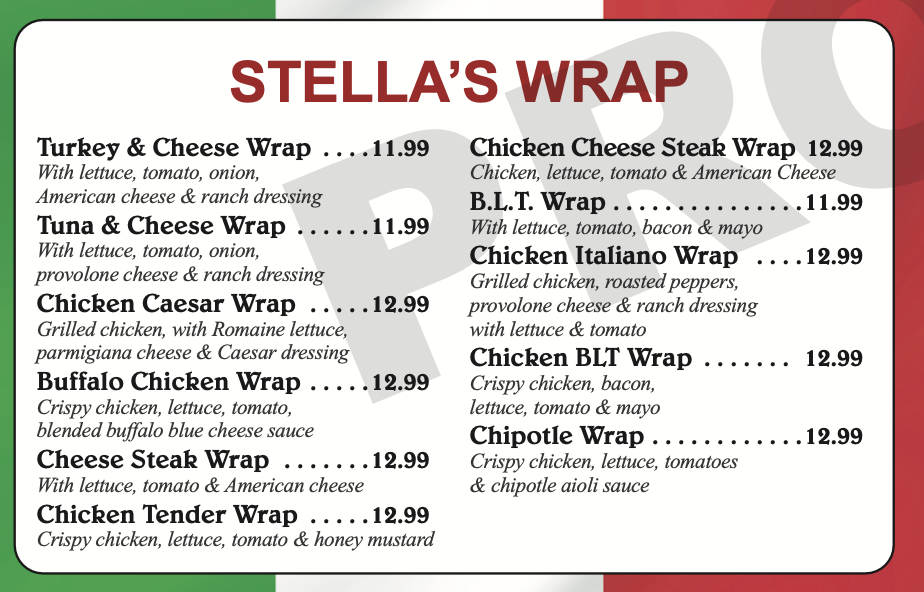 STELLA'S WRAP
Turkey & Cheese Wrap ....11.99
With lettuce, tomato, onion,
American cheese & ranch dressing
Tuna & Cheese Wrap ......11.99
With lettuce, tomato, onion,
provolone cheese & ranch dressing
Chicken Caesar Wrap .....12.99
Grilled chicken, with Romaine lettuce,
parmigiana cheese & Caesar dressing
Buffalo Chicken Wrap .....12.99
Crispy chicken, lettuce, tomato,
blended buffalo blue cheese sauce
Cheese Steak Wrap .......12.99
With lettuce, tomato & American cheese
Chicken Tender Wrap .....12.99
Crispy chicken, lettuce, tomato & honey mustard
Chicken Cheese Steak Wrap 12.99
Chicken, lettuce, tomato & American Cheese
B.L.T. Wrap ...............11.99
With lettuce, tomato, bacon & mayo
Chicken Italiano Wrap ....12.99
Grilled chicken, roasted peppers,
provolone cheese & ranch dressing
with lettuce & tomato
Chicken BLT Wrap ....... 12.99
Crispy chicken, bacon,
lettuce, tomato & mayo
Chipotle Wrap ............12.99
Crispy chicken, lettuce, tomatoes
& chipotle aioli sauce
PRO